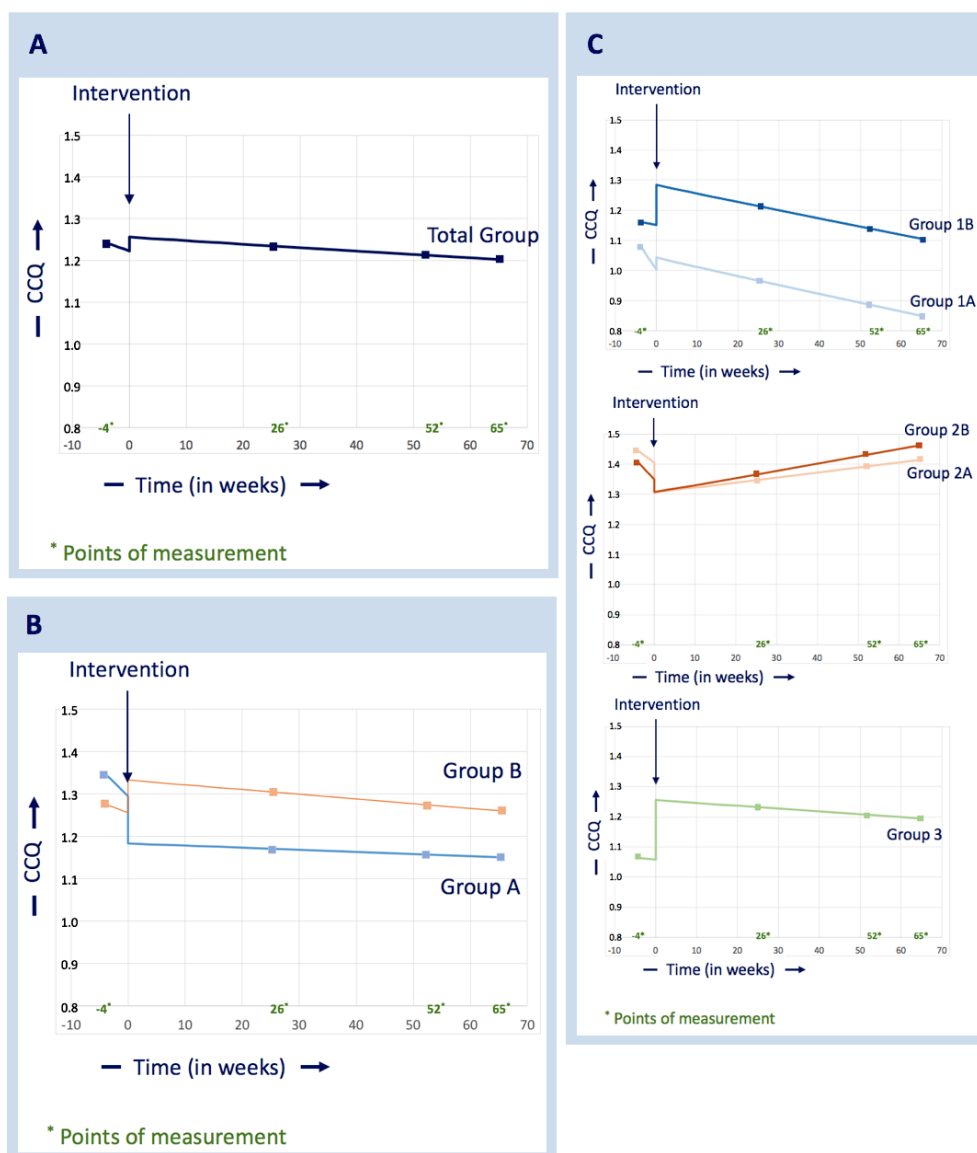 A
Intervention
1.5
1.4
1.3
1.2
1.1
1.0
0.9
0.8
CCQ
Total Group
-4* 26* 52* 65*
-10 0 10 20 30 40 50 60 70
Time (in weeks)
* Points of measurement
B
Intervention
1.5
1.4
1.3
1.2
1.1
1.0
0.9
0.8
CCQ
Group B
Group A
-4* 26* 52* 65*
-10 0 10 20 30 40 50 60 70
Time (in weeks)
* Points of measurement
C
Intervention
1.5
1.4
1.3
1.2
1.1
1.0
0.9
0.8
CCQ
Group 1B
Group 1A
-4* 26* 52* 65*
-10 0 10 20 30 40 50 60 70
Time (in weeks)
Intervention
1.5
1.4
1.3
1.2
1.1
1.0
0.9
0.8
CCQ
Group 2B
Group 2A
-4* 26* 52* 65*
-10 0 10 20 30 40 50 60 70
Time (in weeks)
Intervention
1.5
1.4
1.3
1.2
1.1
1.0
0.9
0.8
CCQ
Group 3
-4* 26* 52* 65*
-10 0 10 20 30 40 50 60 70
Time (in weeks)
* Points of measurement